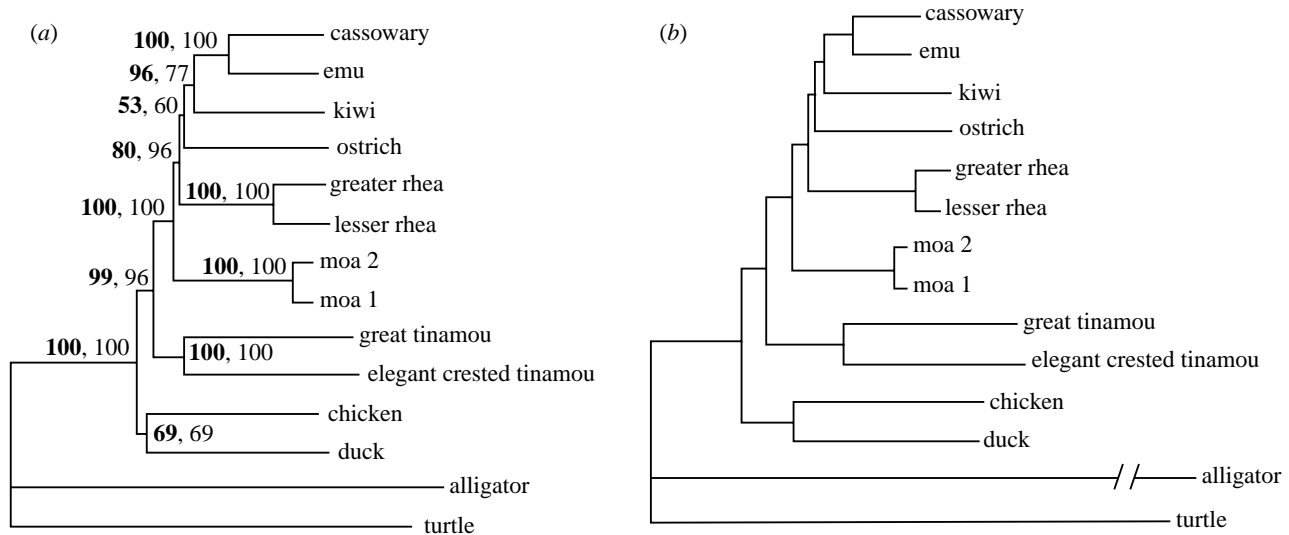 (a)
100, 100
cassowary
96, 77
emu
53, 60
kiwi
80, 96
ostrich
100, 100
greater rhea
100, 100
lesser rhea
100, 100
moa 2
99, 96
moa 1
great tinamou
100, 100
100, 100
elegant crested tinamou
chicken
69, 69
duck
alligator
turtle
(b)
cassowary
emu
kiwi
ostrich
greater rhea
lesser rhea
moa 2
moa 1
great tinamou
elegant crested tinamou
chicken
duck
alligator
turtle